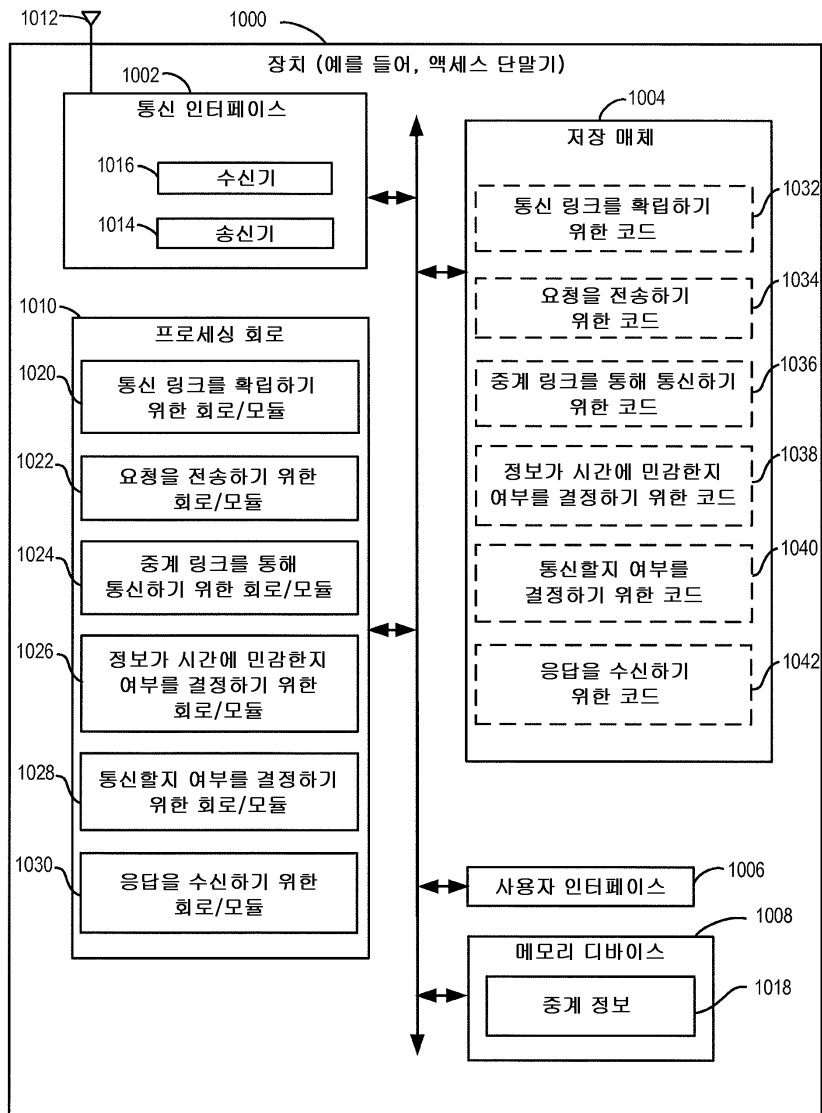 1012
1000
장치 (예를 들어, 액세스 단말기)
1002
통신 인터페이스
1016
수신기
1014
송신기
1004
저장 매체
통신 링크를 확립하기
위한 코드
1032
요청을 전송하기
위한 코드
1034
중계 링크를 통해 통신하기
위한 코드
1036
정보가 시간에 민감한지
여부를 결정하기 위한 코드
1038
통신할지 여부를
결정하기 위한 코드
1040
응답을 수신하기
위한 코드
1042
1010
프로세싱 회로
1020
통신 링크를 확립하기
위한 회로/모듈
1022
요청을 전송하기 위한
회로/모듈
1024
중계 링크를 통해
통신하기 위한 회로/모듈
1026
정보가 시간에 민감한지
여부를 결정하기 위한
회로/모듈
1028
통신할지 여부를 결정하기
위한 회로/모듈
1030
응답을 수신하기 위한
회로/모듈
사용자 인터페이스
1006
1008
메모리 디바이스
중계 정보
1018